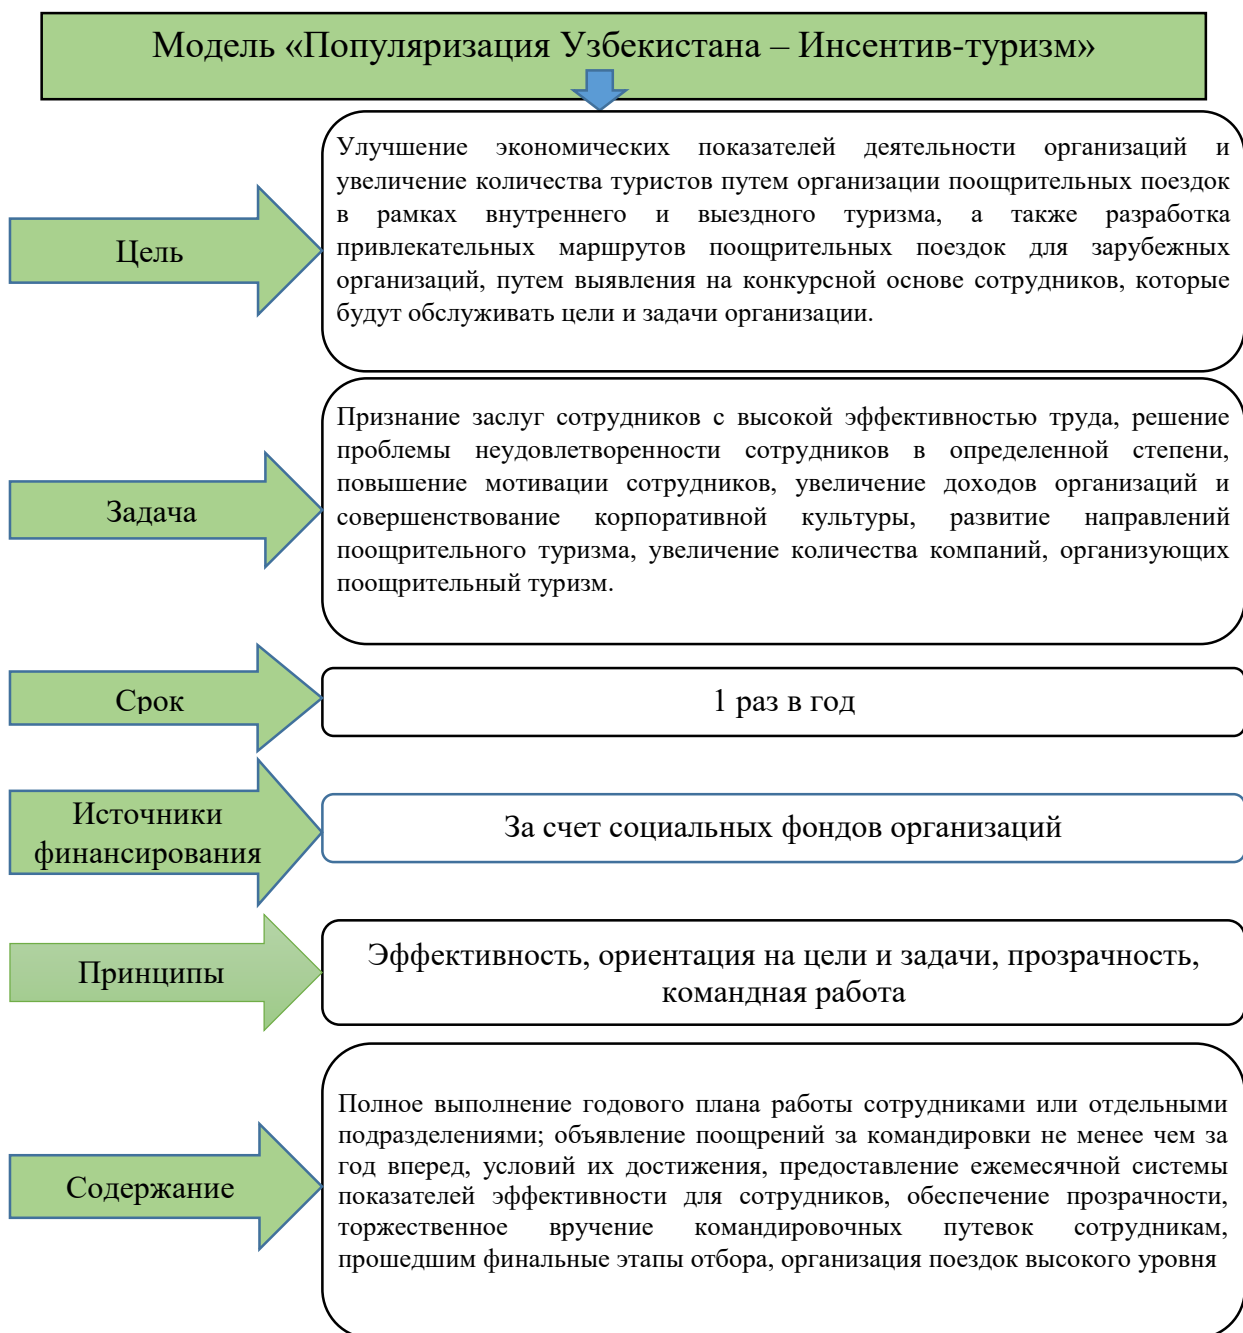 Модель «Популяризация Узбекистана – Инсентив-туризм»
Цель
Улучшение экономических показателей деятельности организаций и
увеличение количества туристов путем организации поощрительных поездок
в рамках внутреннего и выездного туризма, а также разработка
привлекательных маршрутов поощрительных поездок для зарубежных
организаций, путем выявления на конкурсной основе сотрудников, которые
будут обслуживать цели и задачи организации.
Задача
Признание заслуг сотрудников с высокой эффективностью труда, решение
проблемы неудовлетворенности сотрудников в определенной степени,
повышение мотивации сотрудников, увеличение доходов организаций и
совершенствование корпоративной культуры, развитие направлений
поощрительного туризма, увеличение количества компаний, организующих
поощрительный туризм.
Срок
1 раз в год
Источники
финансирования
За счет социальных фондов организаций
Принципы
Эффективность, ориентация на цели и задачи, прозрачность,
командная работа
Содержание
Полное выполнение годового плана работы сотрудниками или отдельными
подразделениями; объявление поощрений за командировки не менее чем за
год вперед, условий их достижения, предоставление ежемесячной системы
показателей эффективности для сотрудников, обеспечение прозрачности,
торжественное вручение командировочных путевок сотрудникам,
прошедшим финальные этапы отбора, организация поездок высокого уровня